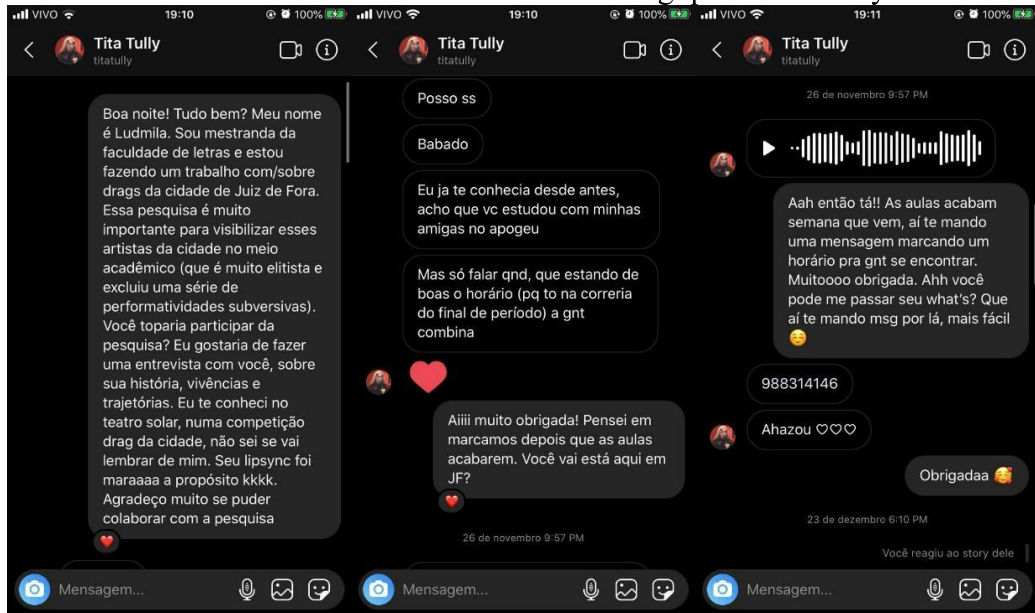 VIVO 19:10 100%
Tita Tully
titatully
Boa noite! Tudo bem? Meu nome
é Ludmila. Sou mestranda da
faculdade de letras e estou
fazendo um trabalho com/sobre
drags da cidade de Juiz de Fora.
Essa pesquisa é muito
importante para visibilizar esses
artistas da cidade no meio
acadêmico (que é muito elitista e
excluiu uma série de
performatividades subversivas).
Você toparia participar da
pesquisa? Eu gostaria de fazer
uma entrevista com você, sobre
sua história, vivências e
trajetórias. Eu te conheci no
teatro solar, numa competição
drag da cidade, não sei se vai
lembrar de mim. Seu lipsync foi
maraaaa a propósito kkkk.
Agradeço muito se puder
colaborar com a pesquisa
Mensagem...
VIVO 19:10 100%
Tita Tully
titatully
Posso ss
Babado
Eu ja te conhecia desde antes,
acho que vc estudou com minhas
amigas no apogeu
Mas só falar qnd, que estando de
boas o horário (pq to na correria
do final de período) a gnt
combina
Aiiii muito obrigada! Pensei em
marcamos depois que as aulas
acabarem. Você vai está aqui em
JF?
26 de novembro 9:57 PM
Mensagem...
VIVO 19:11 100%
Tita Tully
titatully
26 de novembro 9:57 PM
Aah então tá!! As aulas acabam
semana que vem, aí te mando
uma mensagem marcando um
horário pra gnt se encontrar.
Muitoooo obrigada. Ahh você
pode me passar seu what's? Que
aí te mando msg por lá, mais fácil
☺️
988314146
Ahazou ♡♡♡
Obrigadaa 🥰
23 de dezembro 6:10 PM
Você reagiu ao story dele
Mensagem...